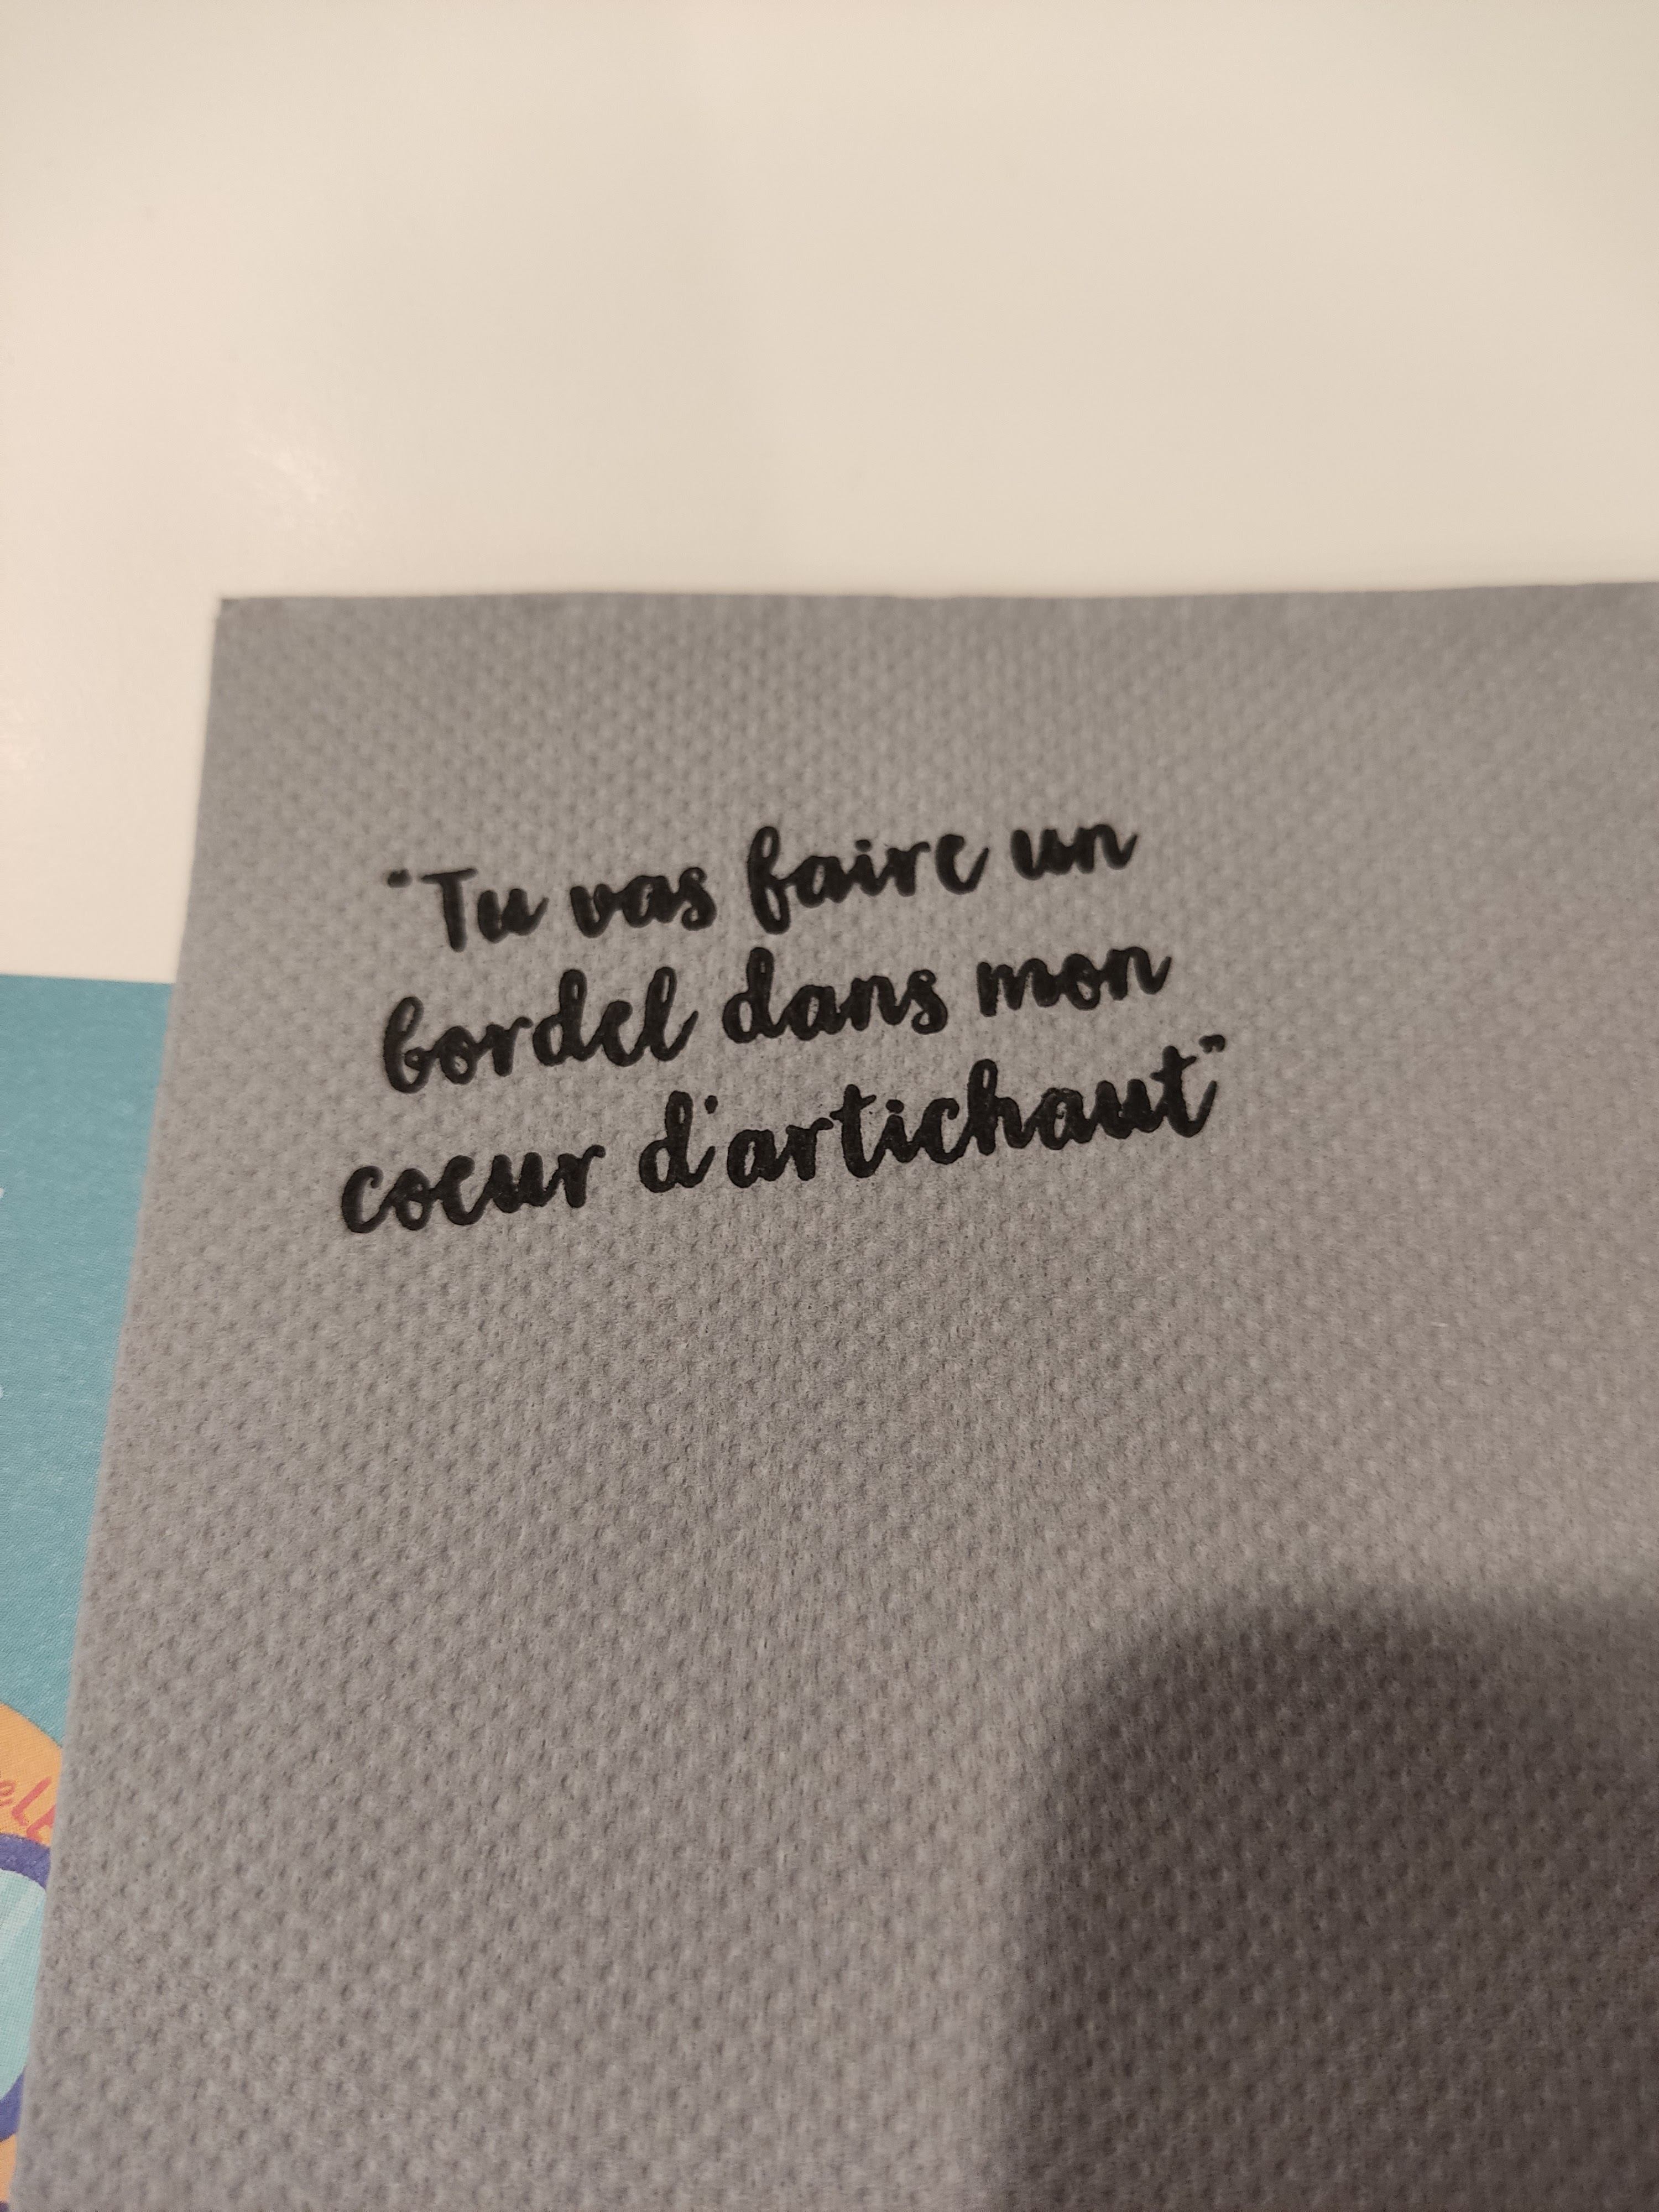 "Tu vas faire un
bordel dans mon
coeur d'artichaut"